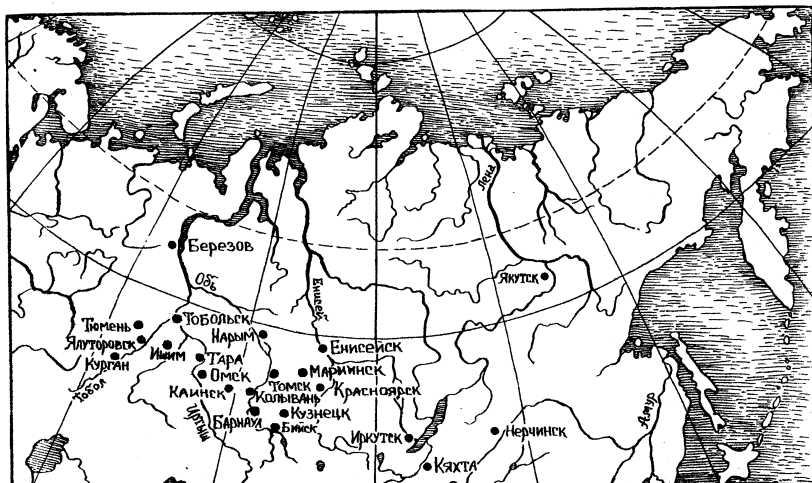 Лена
Березов
Обь
Енисей
Якутск
Тобольск
Тюмень
Нарым
Ялуторовск
Ишим
Енисейск
Курган
Тара
Тобол
Омск
Мариинск
Томск
Каинск
Красноярск
Колывань
Амур
Иртыш
Барнаул
Кузнецк
Бийск
Иркутск
Нерчинск
Кяхта